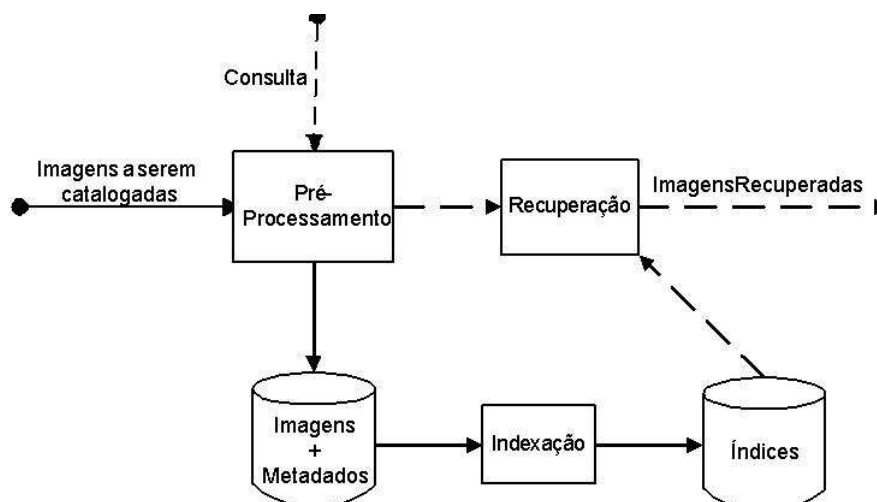 Consulta
Imagens a serem
catalogadas
Pré-
Processamento
Recuperação
ImagensRecuperadas
Imagens
+
Metadados
Indexação
Índices